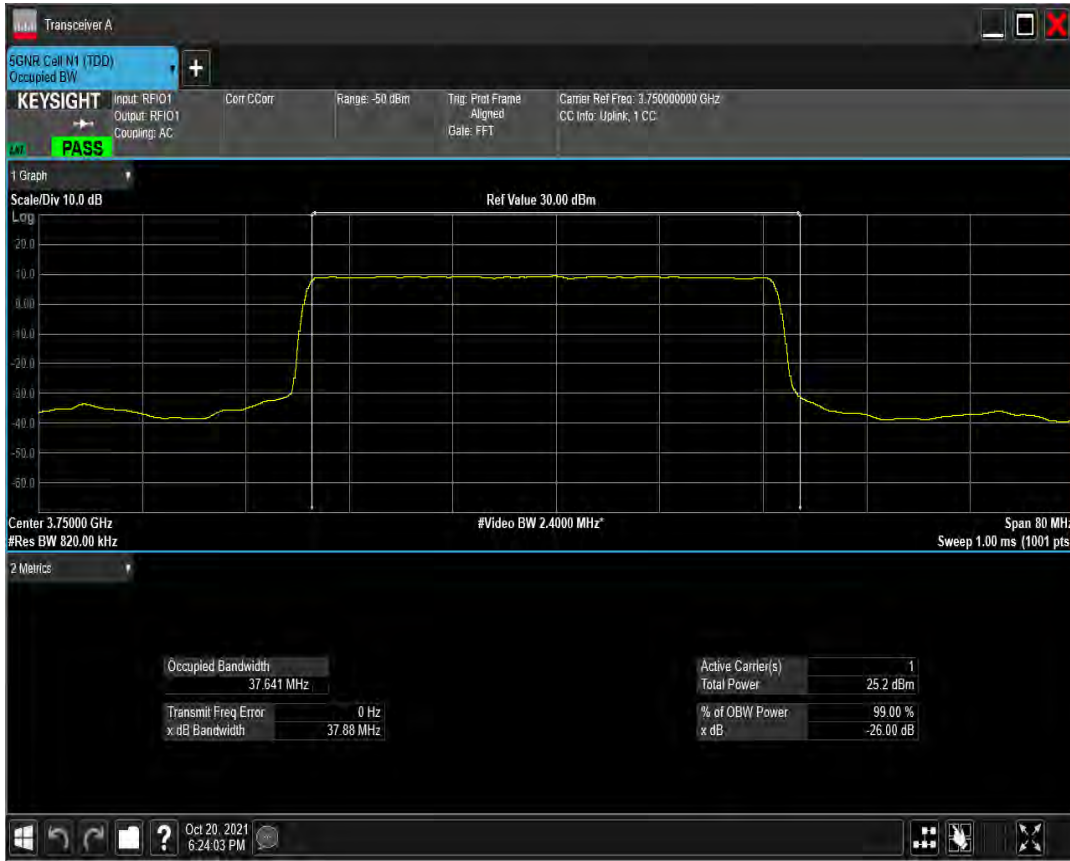 Transceiver A
5GNR Cell N1 (TDD)
Occupied BW
+
KEYSIGHT
PASS
Input: RFIO1
Output: RFIO1
Coupling: AC
Corr CCorr
Range: -50 dBm
Trig: Prot Frame
Aligned
Gate: FFT
Carrier Ref Freq: 3.750000000 GHz
CC Info: Uplink, 1 CC
1 Graph
Scale/Div 10.0 dB
Ref Value 30.00 dBm
Log
20.0
10.0
0.00
-10.0
-20.0
-30.0
-40.0
-50.0
-60.0
Center 3.75000 GHz
#Video BW 2.4000 MHz*
Span 80 MHz
#Res BW 820.00 kHz
Sweep 1.00 ms (1001 pts
2 Metrics
Occupied Bandwidth
37.641 MHz
Transmit Freq Error 0 Hz
x dB Bandwidth 37.88 MHz
Active Carrier(s) 1
Total Power 25.2 dBm
% of OBW Power 99.00 %
x dB -26.00 dB
?
Oct 20, 2021
6:24:03 PM